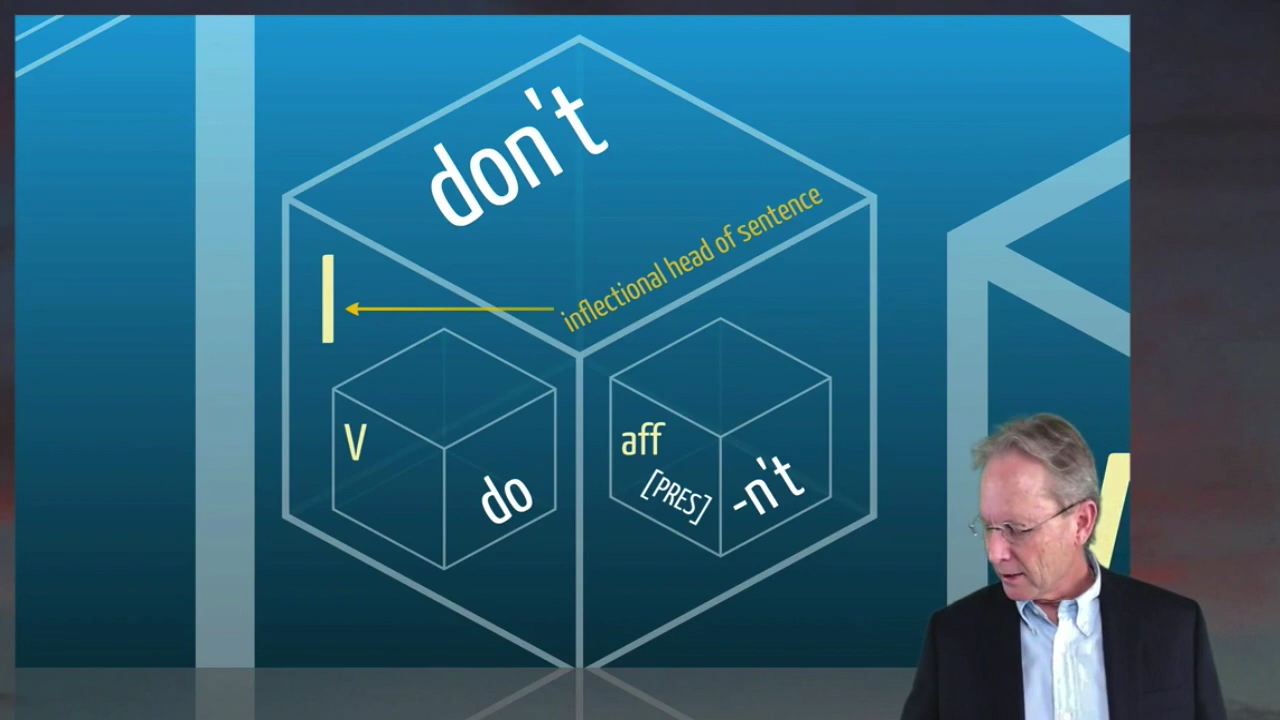 don't
inflectional head of sentence
I
V
do
aff
[PRES]
-n't